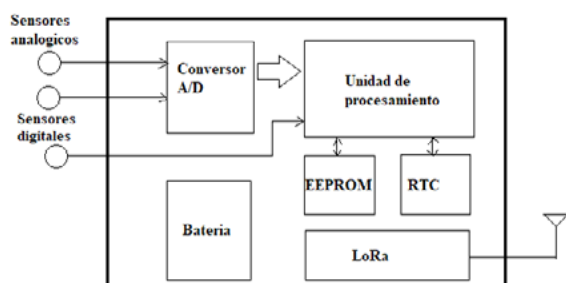 Sensores
analogicos
Conversor
A/D
Unidad de
procesamiento
Sensores
digitales
EEPROM
RTC
Bateria
LoRa